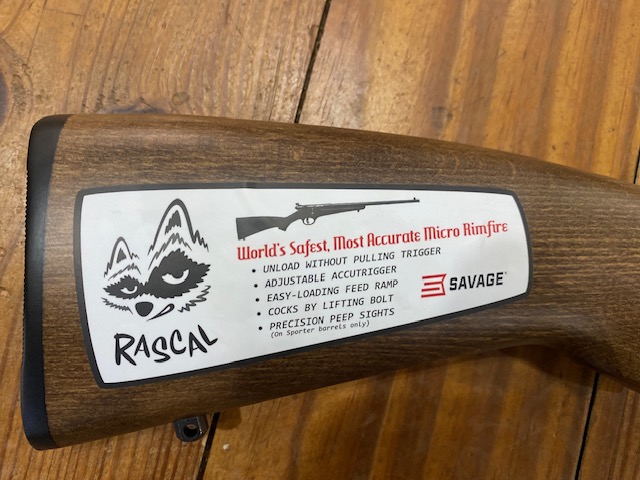 World's Safest, Most Accurate Micro Rimfire
• UNLOAD WITHOUT PULLING TRIGGER
• ADJUSTABLE ACCUTRIGGER
• EASY-LOADING FEED RAMP
• COCKS BY LIFTING BOLT
• PRECISION PEEP SIGHTS
(On Sporter barrels only)
SAVAGE
RASCAL